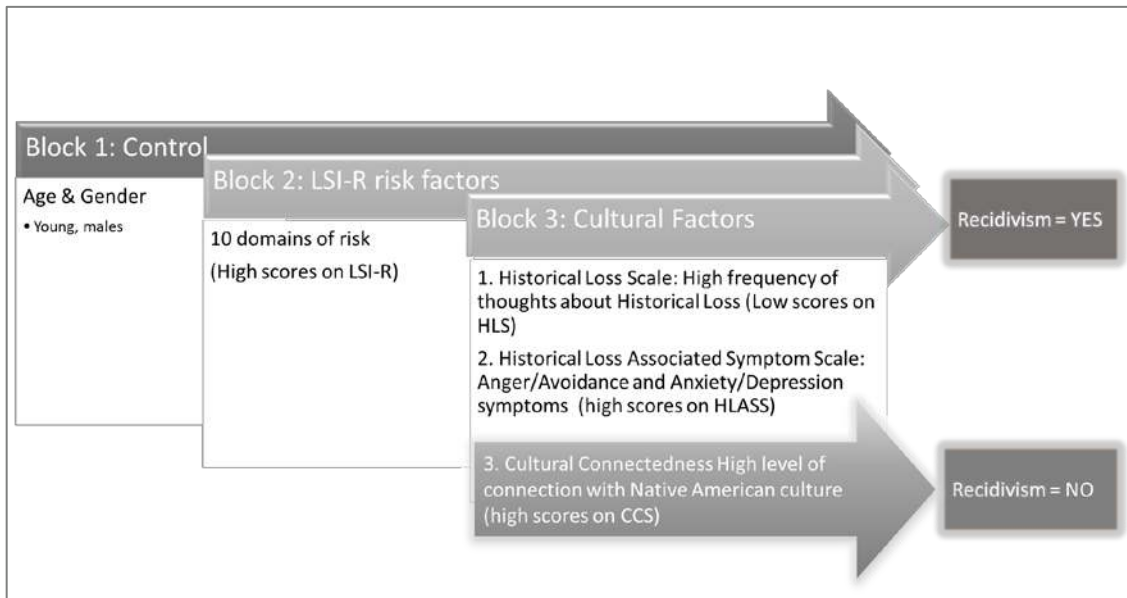 Block 1: Control
Age & Gender
• Young, males
Block 2: LSI-R risk factors
10 domains of risk
(High scores on LSI-R)
Block 3: Cultural Factors
1. Historical Loss Scale: High frequency of
thoughts about Historical Loss (Low scores on
HLS)
2. Historical Loss Associated Symptom Scale:
Anger/Avoidance and Anxiety/Depression
symptoms (high scores on HLASS)
3. Cultural Connectedness High level of
connection with Native American culture
(high scores on CCS)
Recidivism = YES
Recidivism = NO